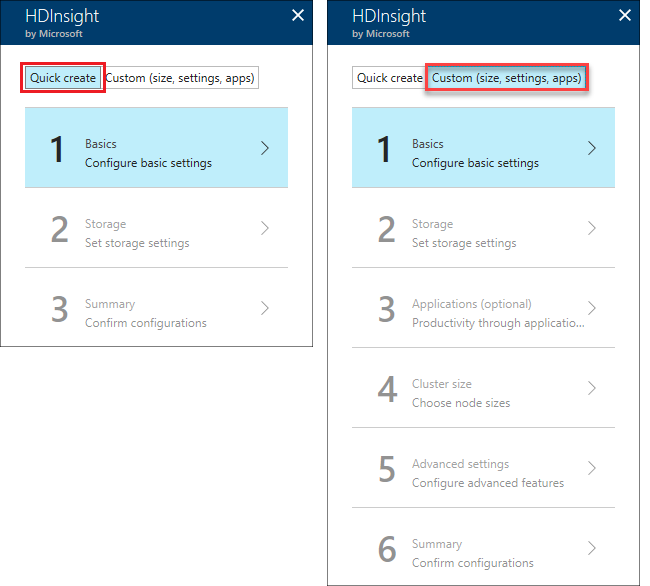 HDInsight
by Microsoft
Quick create Custom (size, settings, apps)
1 Basics
Configure basic settings
2 Storage
Set storage settings
3 Summary
Confirm configurations
HDInsight
by Microsoft
Quick create Custom (size, settings, apps)
1 Basics
Configure basic settings
2 Storage
Set storage settings
3 Applications (optional)
Productivity through applicatio...
4 Cluster size
Choose node sizes
5 Advanced settings
Configure advanced features
6 Summary
Confirm configurations